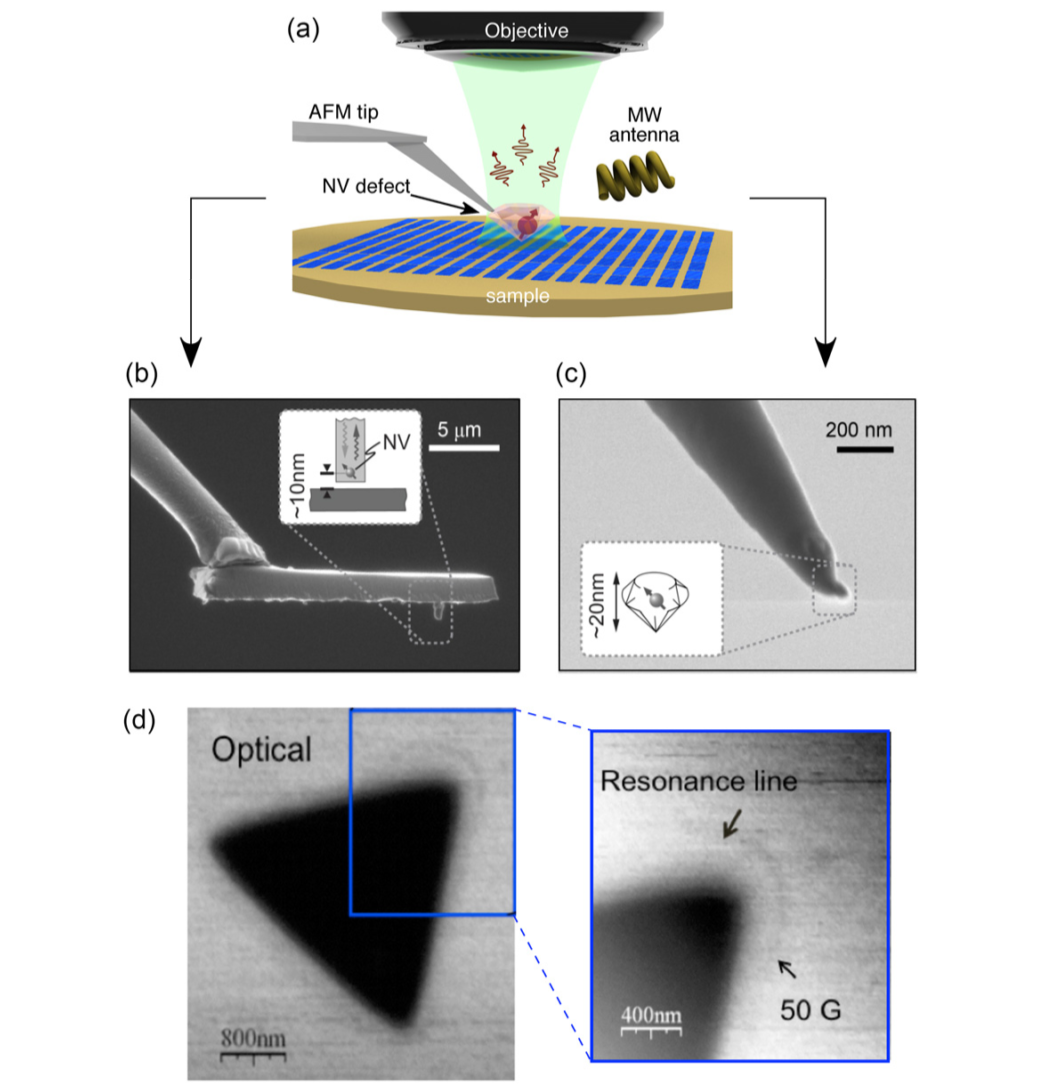 (a)
Objective
AFM tip
MW
antenna
NV defect
sample
(b)
~10nm
NV
5 μm
(c)
200 nm
~20nm
(d)
Optical
800nm
Resonance line
50 G
400nm